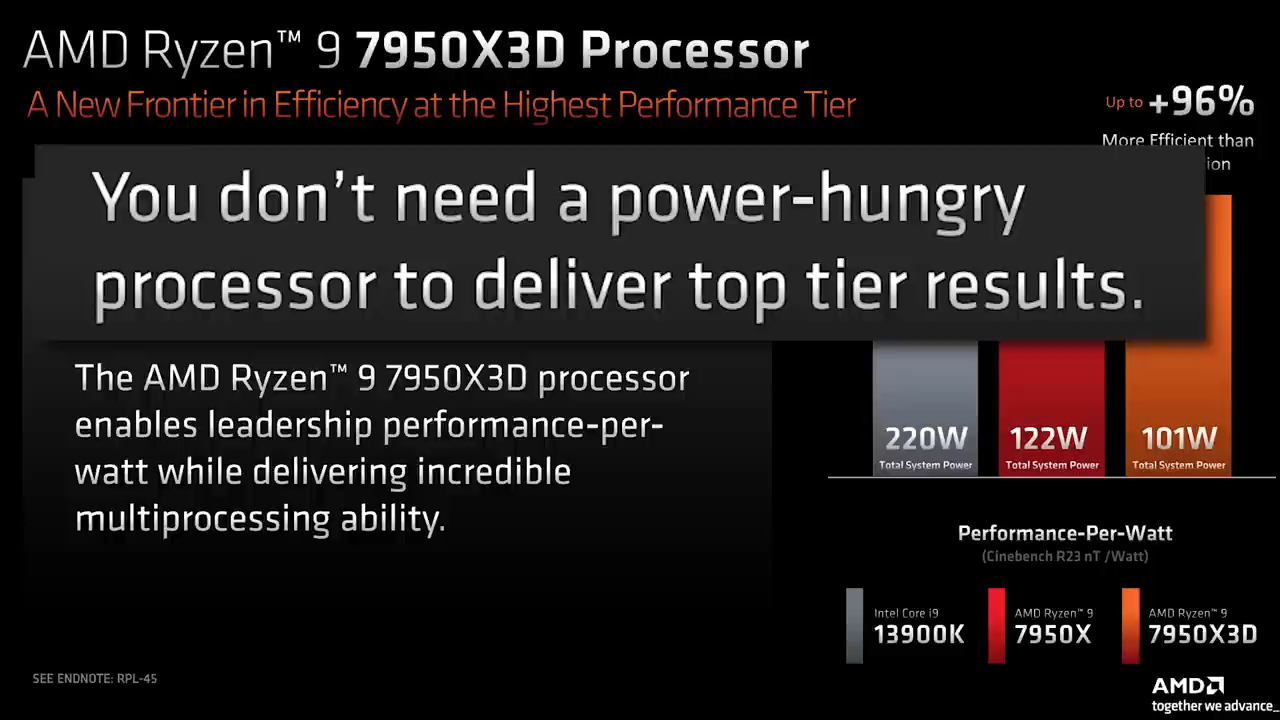 AMD Ryzen™ 9 7950X3D Processor
A New Frontier in Efficiency at the Highest Performance Tier
Up to +96%
More Efficient than
You don't need a power-hungry
processor to deliver top tier results.
The AMD Ryzen™ 9 7950X3D processor
enables leadership performance-per-
watt while delivering incredible
multiprocessing ability.
220W 122W 101W
Total System Power Total System Power Total System Power
Performance-Per-Watt
(Cinebench R23 nT /Watt)
Intel Core i9 AMD Ryzen™ 9 AMD Ryzen™ 9
13900K 7950X 7950X3D
SEE ENDNOTE: RPL-45
AMD
together we advance_